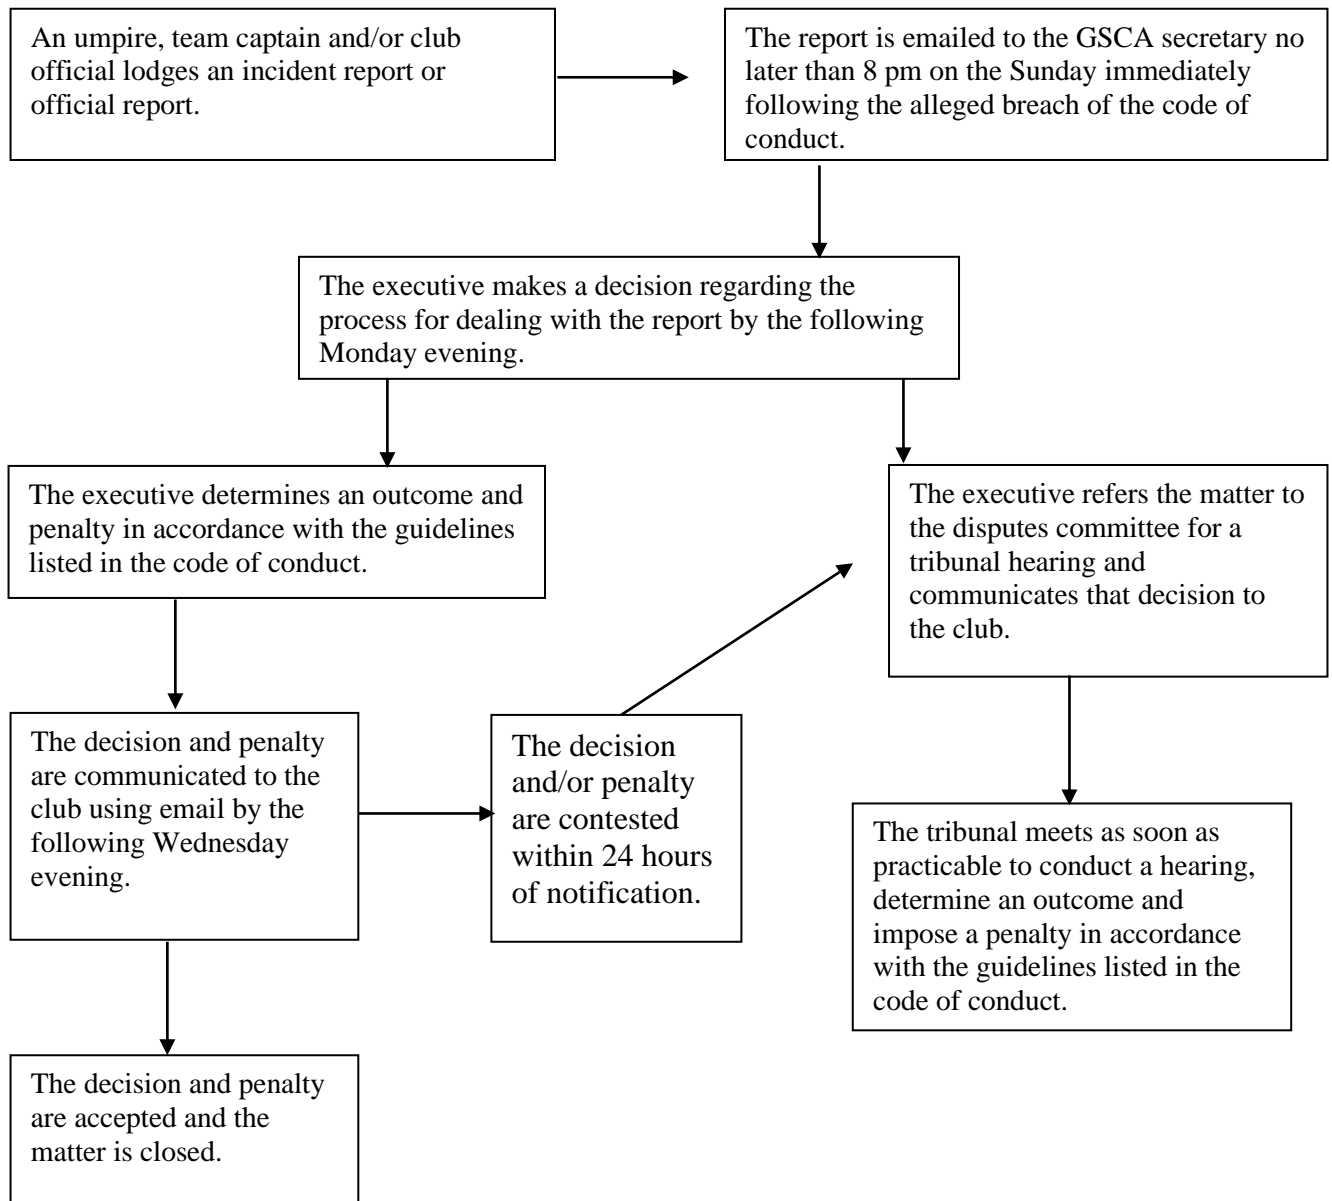 An umpire, team captain and/or club
official lodges an incident report or
official report.
The report is emailed to the GSCA secretary no
later than 8 pm on the Sunday immediately
following the alleged breach of the code of
conduct.
The executive makes a decision regarding the
process for dealing with the report by the following
Monday evening.
The executive determines an outcome and
penalty in accordance with the guidelines
listed in the code of conduct.
The executive refers the matter to
the disputes committee for a
tribunal hearing and
communicates that decision to
the club.
The decision and penalty
are communicated to the
club using email by the
following Wednesday
evening.
The decision
and/or penalty
are contested
within 24 hours
of notification.
The tribunal meets as soon as
practicable to conduct a hearing,
determine an outcome and
impose a penalty in accordance
with the guidelines listed in the
code of conduct.
The decision and penalty
are accepted and the
matter is closed.